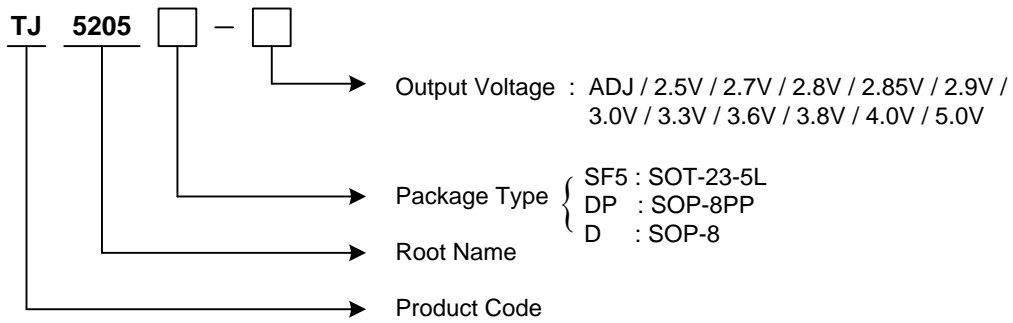 TJ 5205 –
Output Voltage : ADJ / 2.5V / 2.7V / 2.8V / 2.85V / 2.9V /
3.0V / 3.3V / 3.6V / 3.8V / 4.0V / 5.0V
Package Type { SF5 : SOT-23-5L
DP : SOP-8PP
D : SOP-8
Root Name
Product Code